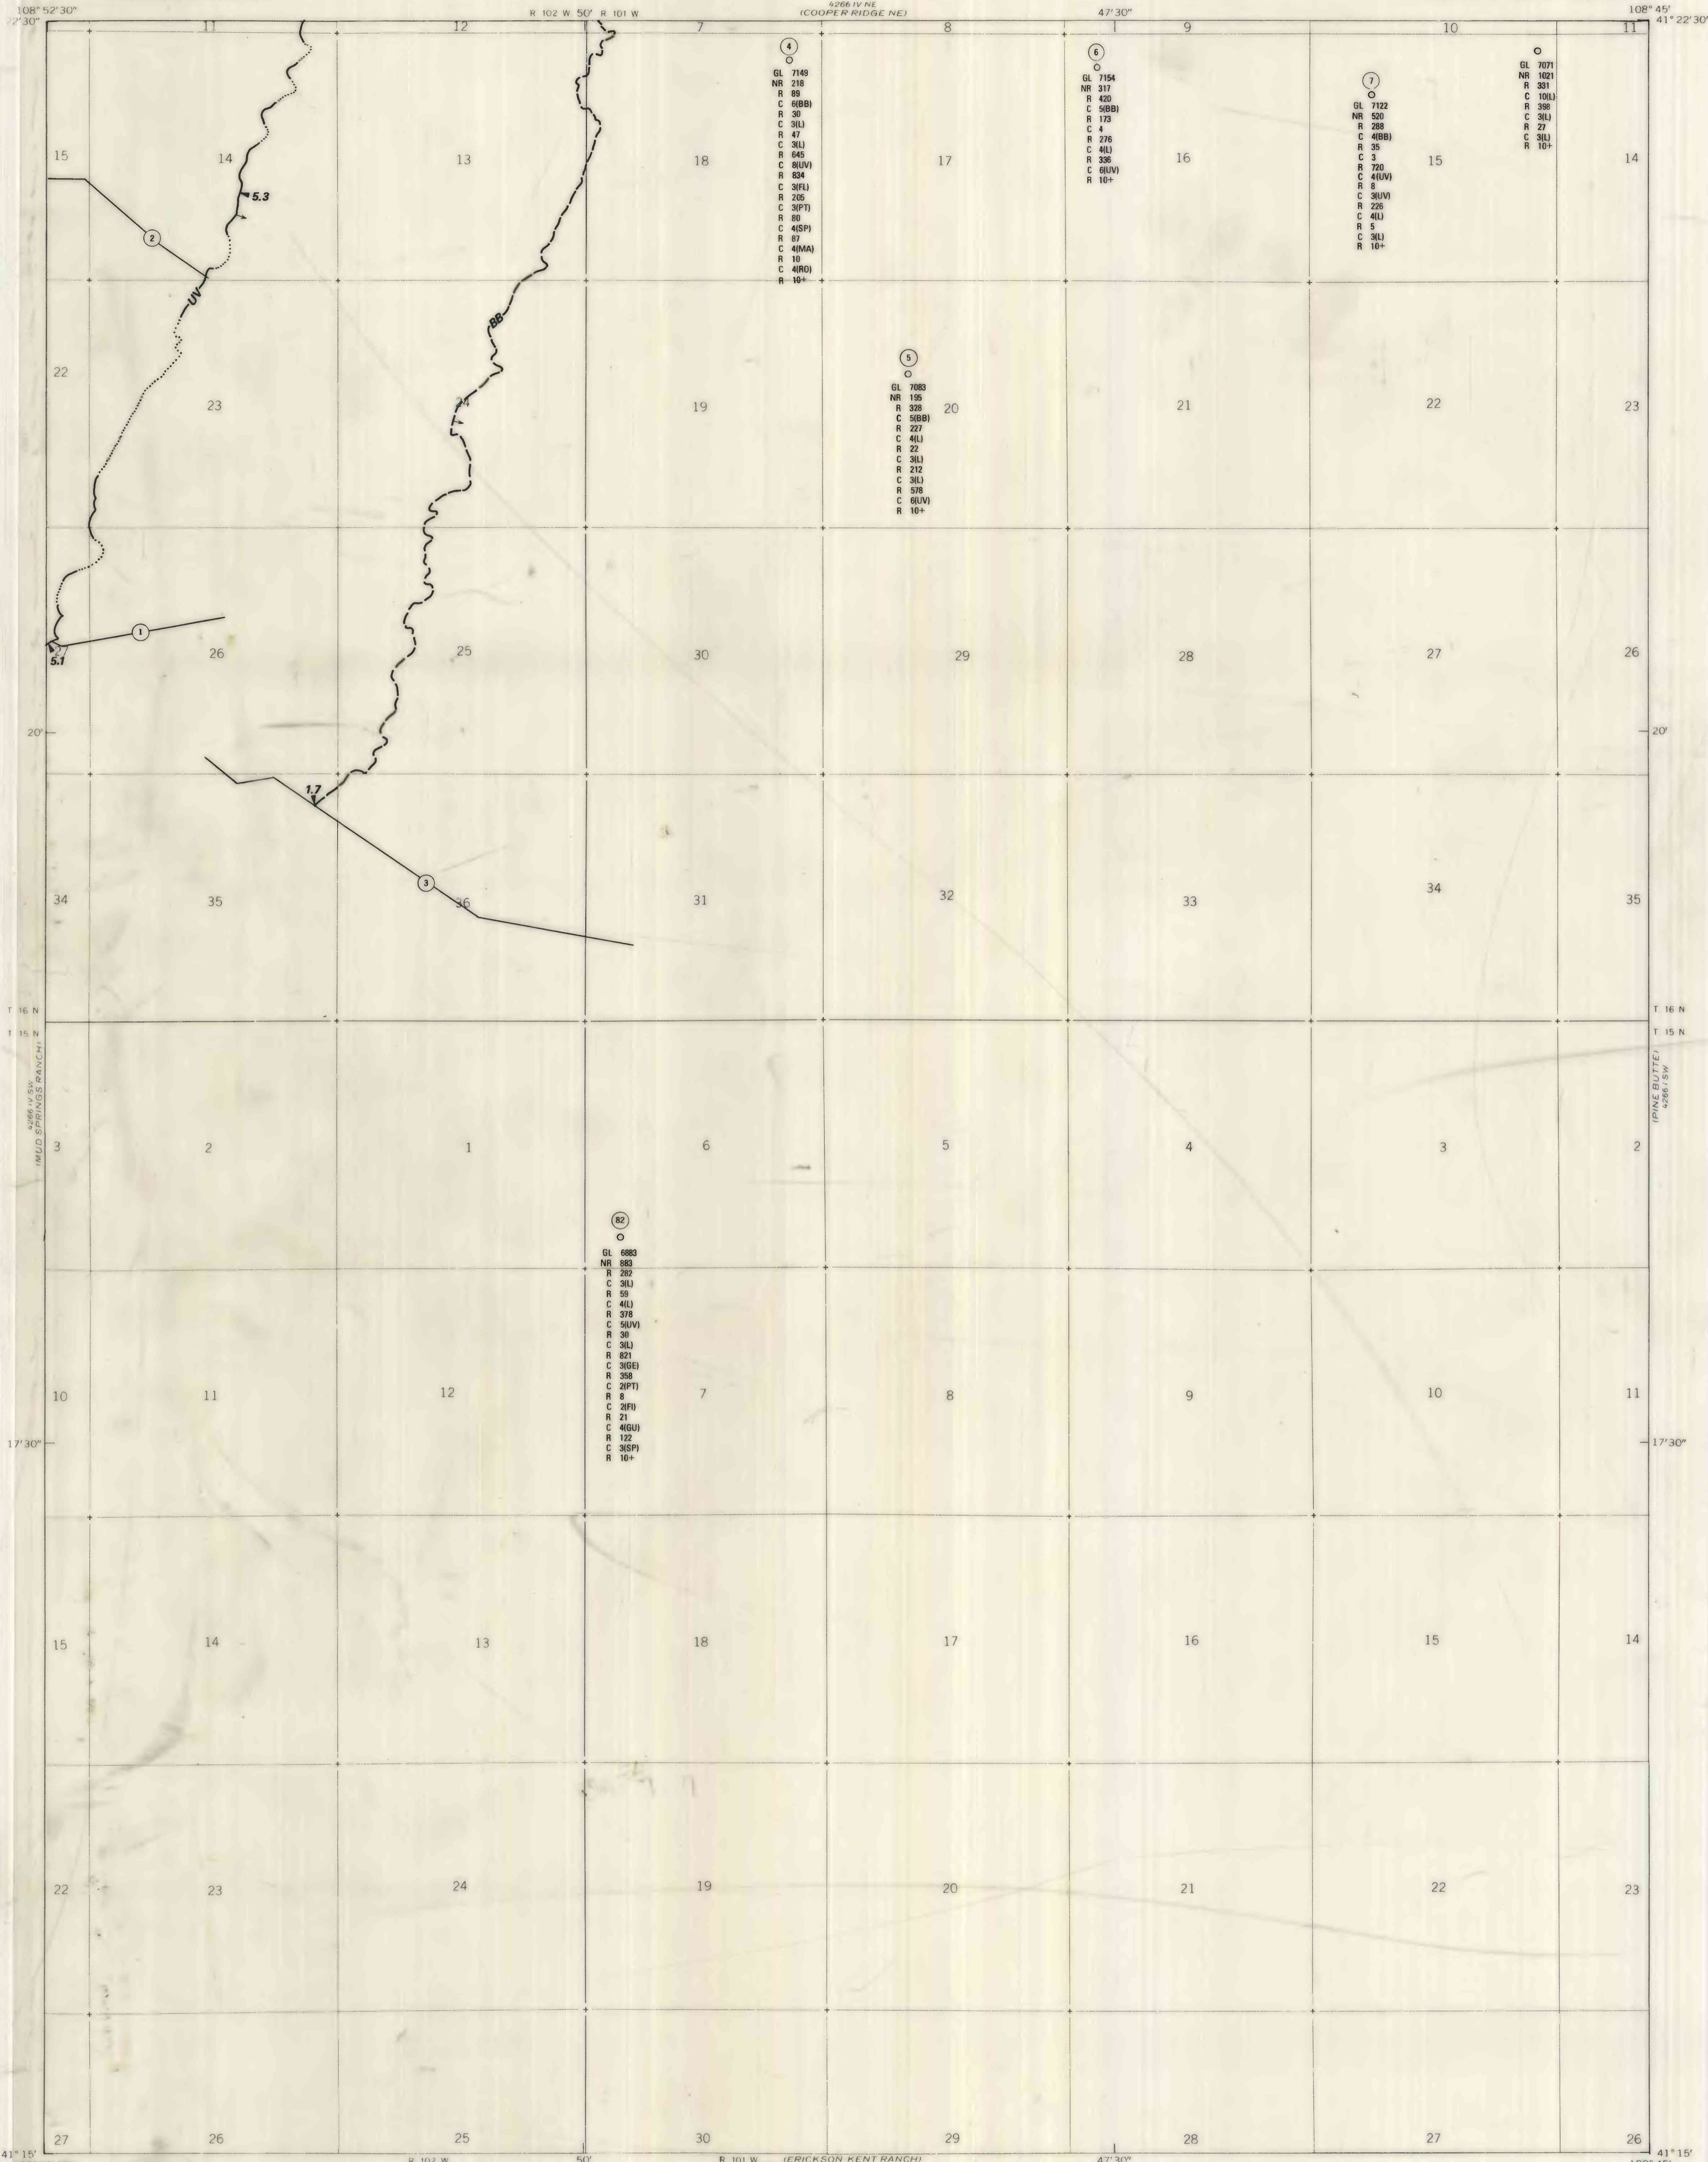 108° 52'30"
R 102 W 50' R 101 W
4266 IV NE
(COOPER RIDGE NE)
47'30"
108° 45'
41° 22'30"
11 12 7 8 9 10 11
4
GL 7149
NR 218
R 89
C 6(BB)
R 30
C 3(L)
R 47
C 3(L)
R 645
C 8(UV)
R 834
C 3(FL)
R 205
C 3(PT)
R 80
C 4(SP)
R 87
C 4(MA)
R 10
C 4(RO)
R 10+
6
GL 7154
NR 317
R 420
C 5(BB)
R 173
C 4
R 276
C 4(L)
R 336
C 6(UV)
R 10+
7
GL 7122
NR 520
R 288
C 4(BB)
R 35
C 3
R 720
C 4(UV)
R 8
C 3(UV)
R 226
C 4(L)
R 5
C 3(L)
R 10+
GL 7071
NR 1021
R 331
C 10(L)
R 398
C 3(L)
R 27
C 3(L)
R 10+
15 14 13 18 17 16 15 14
5.3
2
UV
BB
5
GL 7083
NR 195
R 328
C 5(BB)
R 227
C 4(L)
R 22
C 3(L)
R 212
C 3(L)
R 578
C 6(UV)
R 10+
22 23 24 19 20 21 22 23
1
5.1
26 25 30 29 28 27 26
20' 20'
1.7
3
34 35 36 31 32 33 34 35
T 16 N T 16 N
T 15 N T 15 N
4266 IV SW
(MUD SPRINGS RANCH)
(PINE BUTTE)
4266 I SW
3 2 1 6 5 4 3 2
82
GL 6883
NR 883
R 282
C 3(L)
R 59
C 4(L)
R 378
C 5(UV)
R 30
C 3(L)
R 821
C 3(GE)
R 358
C 2(PT)
R 8
C 2(FI)
R 21
C 4(GU)
R 122
C 3(SP)
R 10+
10 11 12 7 8 9 10 11
17'30" 17'30"
15 14 13 18 17 16 15 14
22 23 24 19 20 21 22 23
27 26 25 30 29 28 27 26
41° 15' 41° 15'
R 102 W 50' R 101 W (ERICKSON KENT RANCH) 47'30"